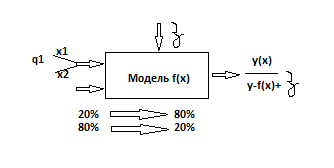 ʒ
q1
x1
x2
Модель f(x)
y(x)
y-f(x)+ ʒ
20% 80%
80% 20%